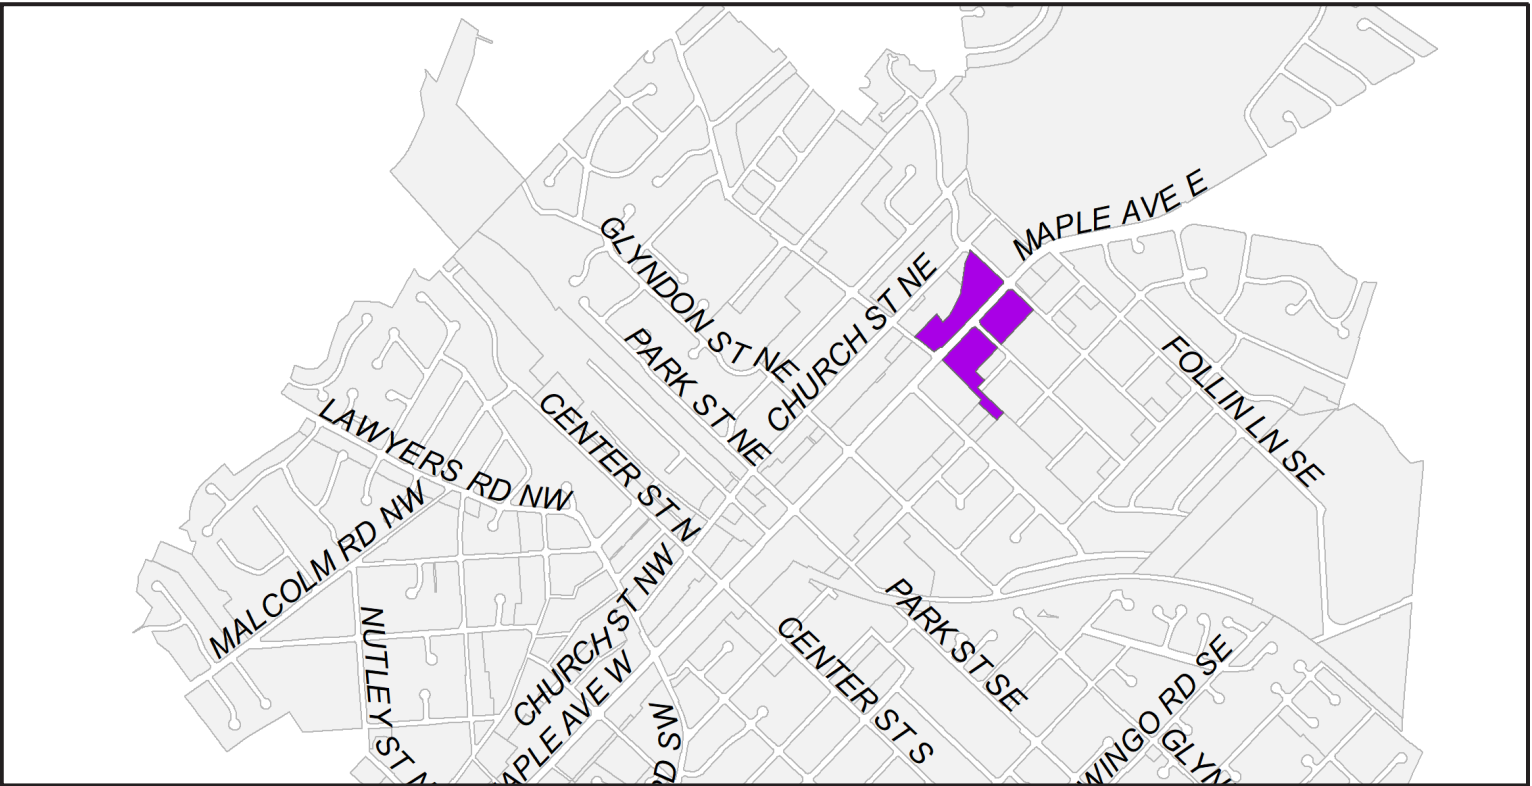 MAPLE AVE E
GLYNDON ST NE
CHURCH ST NE
PARK ST NE
FOLLIN LN SE
CENTER ST N
LAWYERS RD NW
MALCOLM RD NW
CHURCH ST NW
NUTLEY ST N
APLE AVE W
PARK ST SE
CENTER ST S
WINGO RD SE
GLYN
RD S